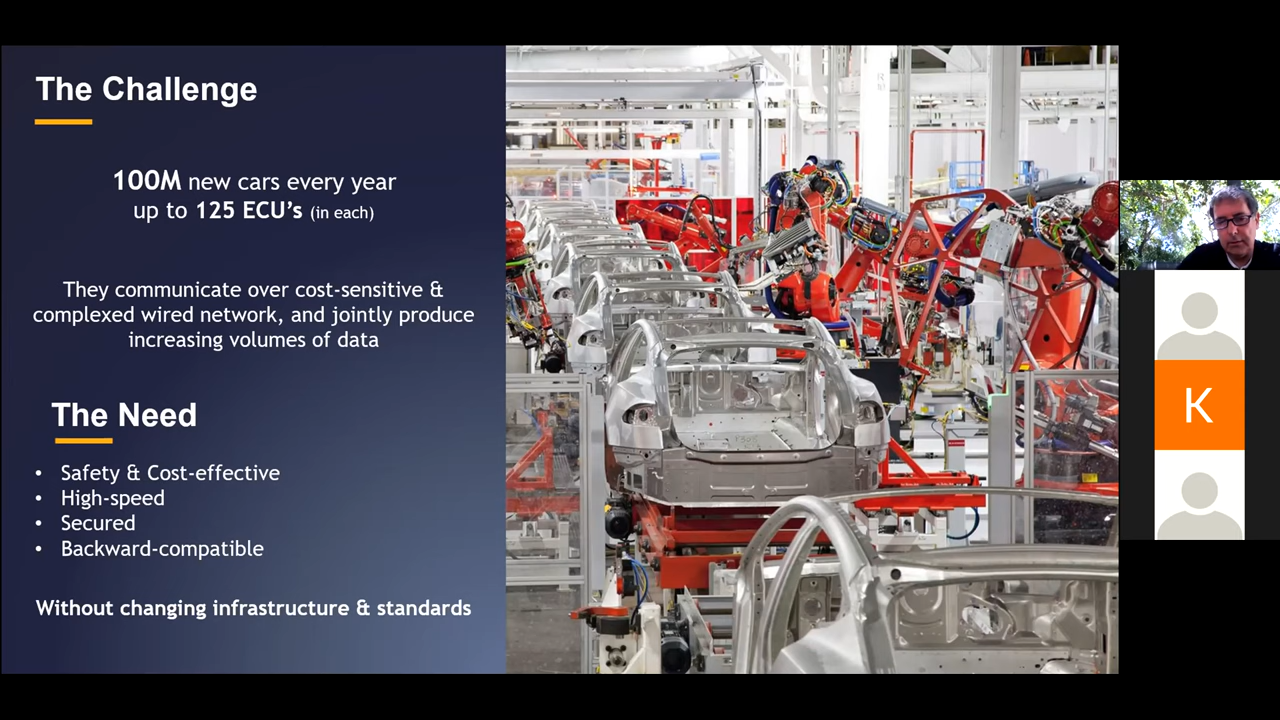 The Challenge
100M new cars every year
up to 125 ECU’s (in each)
They communicate over cost-sensitive &
complexed wired network, and jointly produce
increasing volumes of data
The Need
• Safety & Cost-effective
• High-speed
• Secured
• Backward-compatible
Without changing infrastructure & standards
K